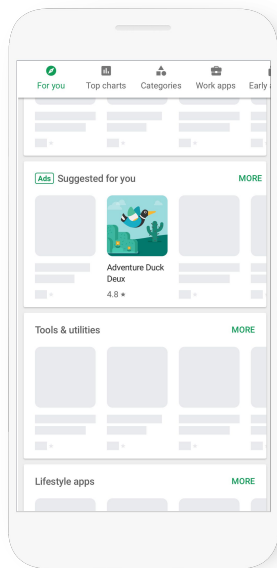 For you Top charts Categories Work apps Early
Ads Suggested for you MORE
Adventure Duck
Deux
4.8 ★
Tools & utilities MORE
Lifestyle apps MORE